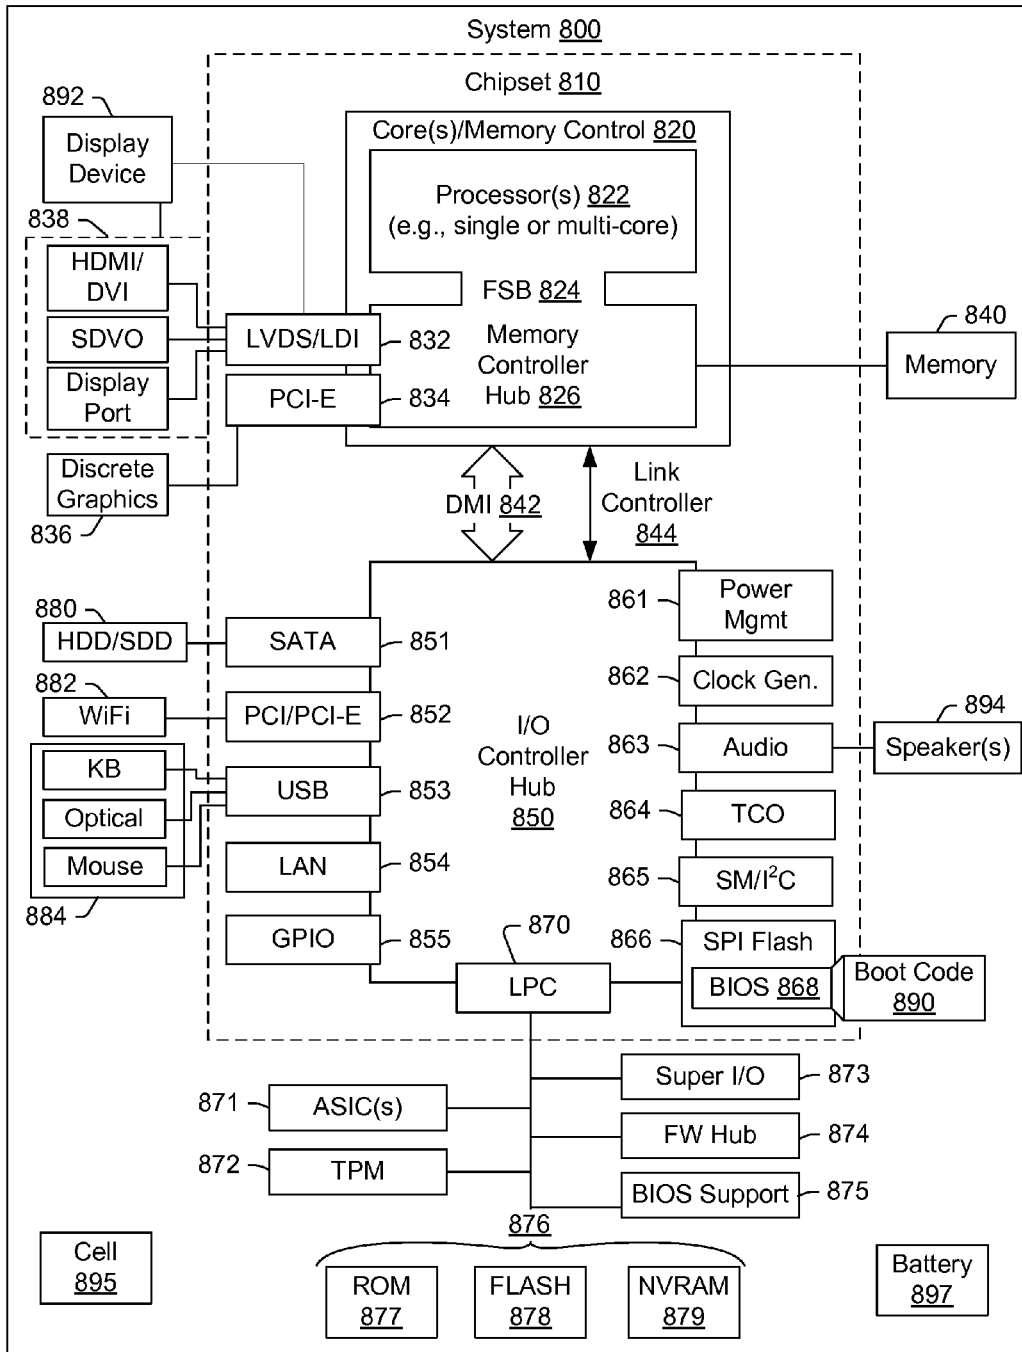 System 800
Chipset 810
892
Display
Device
838
HDMI/
DVI
SDVO
Display
Port
Discrete
Graphics
836
Core(s)/Memory Control 820
Processor(s) 822
(e.g., single or multi-core)
FSB 824
Memory
Controller
Hub 826
LVDS/LDI
832
PCI-E
834
840
Memory
DMI 842
Link
Controller
844
880
HDD/SDD
882
WiFi
KB
Optical
Mouse
884
SATA
851
PCI/PCI-E
852
USB
853
LAN
854
GPIO
855
I/O
Controller
Hub
850
861
Power
Mgmt
862
Clock Gen.
863
Audio
894
Speaker(s)
864
TCO
865
SM/I²C
866
SPI Flash
BIOS 868
Boot Code
890
870
LPC
871
ASIC(s)
872
TPM
Super I/O
873
FW Hub
874
BIOS Support
875
876
ROM
877
FLASH
878
NVRAM
879
Cell
895
Battery
897